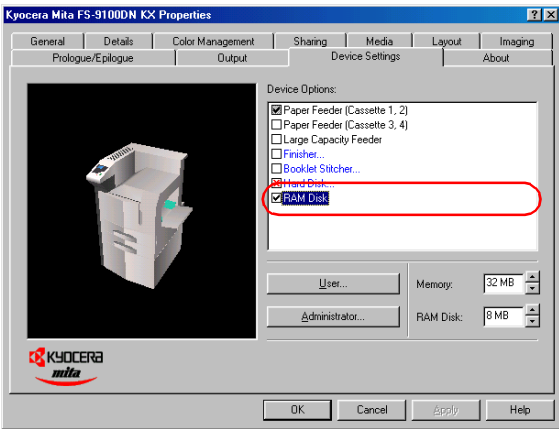 Kyocera Mita FS-9100DN KX Properties
General Details Color Management Sharing Media Layout Imaging
Prologue/Epilogue Output Device Settings About
Device Options:
Paper Feeder (Cassette 1, 2)
Paper Feeder (Cassette 3, 4)
Large Capacity Feeder
Finisher...
Booklet Stitcher...
Hard Disk...
RAM Disk
User... Memory: 32 MB
Administrator... RAM Disk: 8 MB
KYOCERA
mita
OK Cancel Apply Help